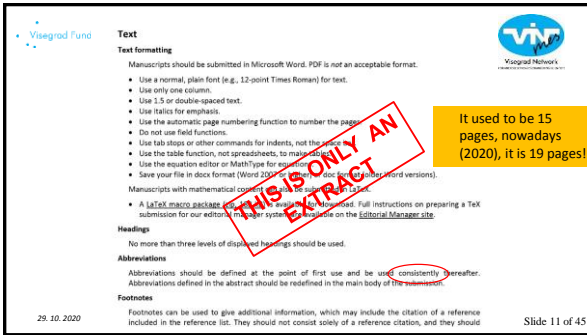 Visegrad Fund
Text
Text formatting
Manuscripts should be submitted in Microsoft Word. PDF is not an acceptable format.
• Use a normal, plain font (e.g., 12-point Times Roman) for text.
• Use only one column.
• Use 1.5 or double-spaced text.
• Use italics for emphasis.
• Use the automatic page numbering function to number the pages
• Do not use field functions.
• Use tab stops or other commands for indents, not the space
• Use the table function, not spreadsheets, to make tables
• Use the equation editor or MathType for equations
• Save your file in docx format (Word 2007 or higher) or doc format (older Word versions).
Manuscripts with mathematical content can also be submitted in LaTeX.
• A LaTeX macro package is available for download. Full instructions on preparing a TeX
submission for our editorial manager system are available on the Editorial Manager site.
Headings
No more than three levels of displayed headings should be used.
Abbreviations
Abbreviations should be defined at the point of first use and be used consistently thereafter.
Abbreviations defined in the abstract should be redefined in the main body of the submission.
Footnotes
Footnotes can be used to give additional information, which may include the citation of a reference
included in the reference list. They should not consist solely of a reference citation, and they should
THIS IS ONLY AN
EXTRACT
Visegrad Network
It used to be 15
pages, nowadays
(2020), it is 19 pages!
29. 10. 2020
Slide 11 of 45